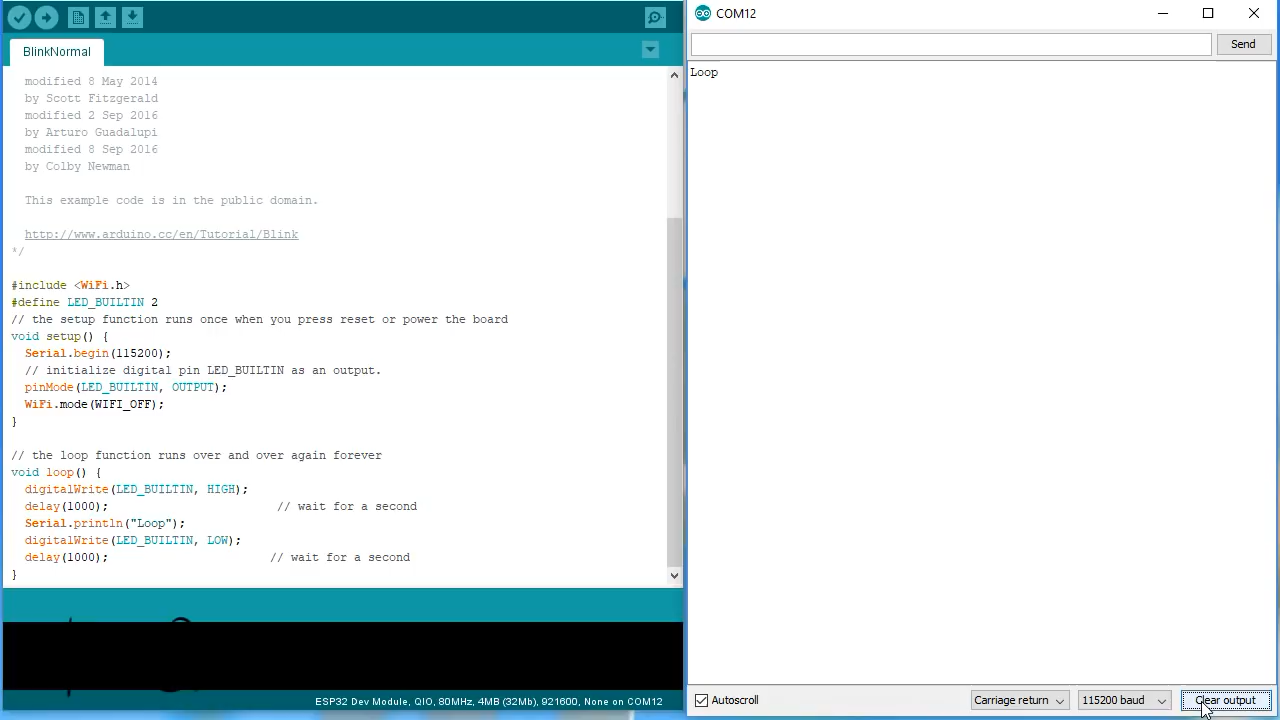 BlinkNormal
modified 8 May 2014
by Scott Fitzgerald
modified 2 Sep 2016
by Arturo Guadalupi
modified 8 Sep 2016
by Colby Newman
This example code is in the public domain.
http://www.arduino.cc/en/Tutorial/Blink
*/
#include <WiFi.h>
#define LED_BUILTIN 2
// the setup function runs once when you press reset or power the board
void setup() {
Serial.begin(115200);
// initialize digital pin LED_BUILTIN as an output.
pinMode(LED_BUILTIN, OUTPUT);
WiFi.mode(WIFI_OFF);
}
// the loop function runs over and over again forever
void loop() {
digitalWrite(LED_BUILTIN, HIGH);
delay(1000); // wait for a second
Serial.println("Loop");
digitalWrite(LED_BUILTIN, LOW);
delay(1000); // wait for a second
}
ESP32 Dev Module, QIO, 80MHz, 4MB (32Mb), 921600, None on COM12
COM12
Send
Loop
Autoscroll
Carriage return
115200 baud
Clear output